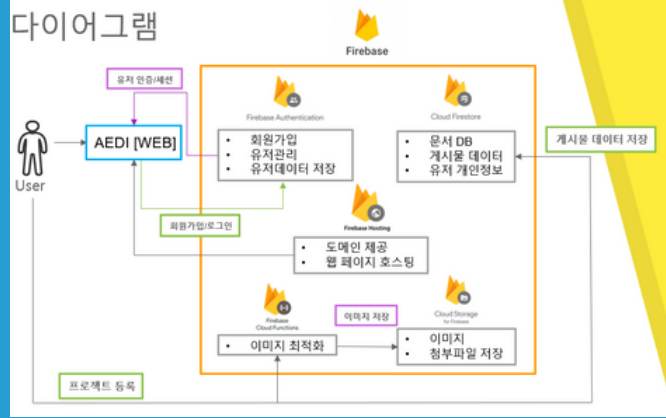 다이어그램
Firebase
유저 인증/세션
Firebase Authentication
Cloud Firestore
User
AEDI [WEB]
• 회원가입
• 유저관리
• 유저데이터 저장
• 문서 DB
• 게시물 데이터
• 유저 개인정보
게시물 데이터 저장
회원가입/로그인
Firebase Hosting
• 도메인 제공
• 웹 페이지 호스팅
Firebase
Cloud Functions
이미지 저장
Cloud Storage
for Firebase
• 이미지 최적화
• 이미지
• 첨부파일 저장
프로젝트 등록